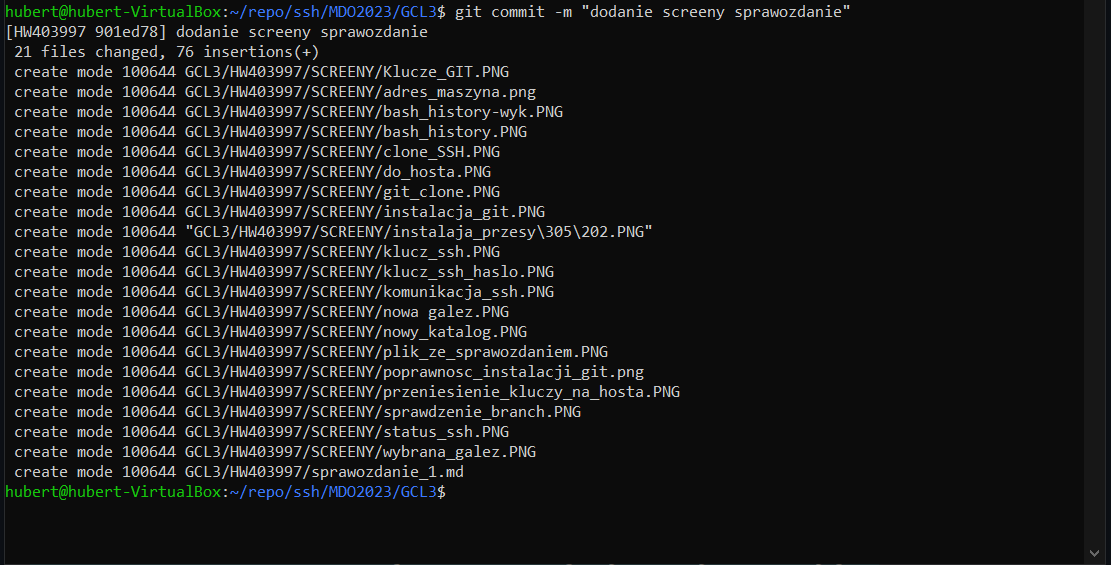 hubert@hubert-VirtualBox:~/repo/ssh/MDO2023/GCL3$ git commit -m "dodanie screeny sprawozdanie"
[HW403997 901ed78] dodanie screeny sprawozdanie
 21 files changed, 76 insertions(+)
 create mode 100644 GCL3/HW403997/SCREENY/Klucze_GIT.PNG
 create mode 100644 GCL3/HW403997/SCREENY/adres_maszyna.png
 create mode 100644 GCL3/HW403997/SCREENY/bash_history-wyk.PNG
 create mode 100644 GCL3/HW403997/SCREENY/bash_history.PNG
 create mode 100644 GCL3/HW403997/SCREENY/clone_SSH.PNG
 create mode 100644 GCL3/HW403997/SCREENY/do_hosta.PNG
 create mode 100644 GCL3/HW403997/SCREENY/git_clone.PNG
 create mode 100644 GCL3/HW403997/SCREENY/instalacja_git.PNG
 create mode 100644 "GCL3/HW403997/SCREENY/instalaja_przesy\305\202.PNG"
 create mode 100644 GCL3/HW403997/SCREENY/klucz_ssh.PNG
 create mode 100644 GCL3/HW403997/SCREENY/klucz_ssh_haslo.PNG
 create mode 100644 GCL3/HW403997/SCREENY/komunikacja_ssh.PNG
 create mode 100644 GCL3/HW403997/SCREENY/nowa galez.PNG
 create mode 100644 GCL3/HW403997/SCREENY/nowy_katalog.PNG
 create mode 100644 GCL3/HW403997/SCREENY/plik_ze_sprawozdaniem.PNG
 create mode 100644 GCL3/HW403997/SCREENY/poprawnosc_instalacji_git.png
 create mode 100644 GCL3/HW403997/SCREENY/przeniesienie_kluczy_na_hosta.PNG
 create mode 100644 GCL3/HW403997/SCREENY/sprawdzenie_branch.PNG
 create mode 100644 GCL3/HW403997/SCREENY/status_ssh.PNG
 create mode 100644 GCL3/HW403997/SCREENY/wybrana_galez.PNG
 create mode 100644 GCL3/HW403997/sprawozdanie_1.md
hubert@hubert-VirtualBox:~/repo/ssh/MDO2023/GCL3$